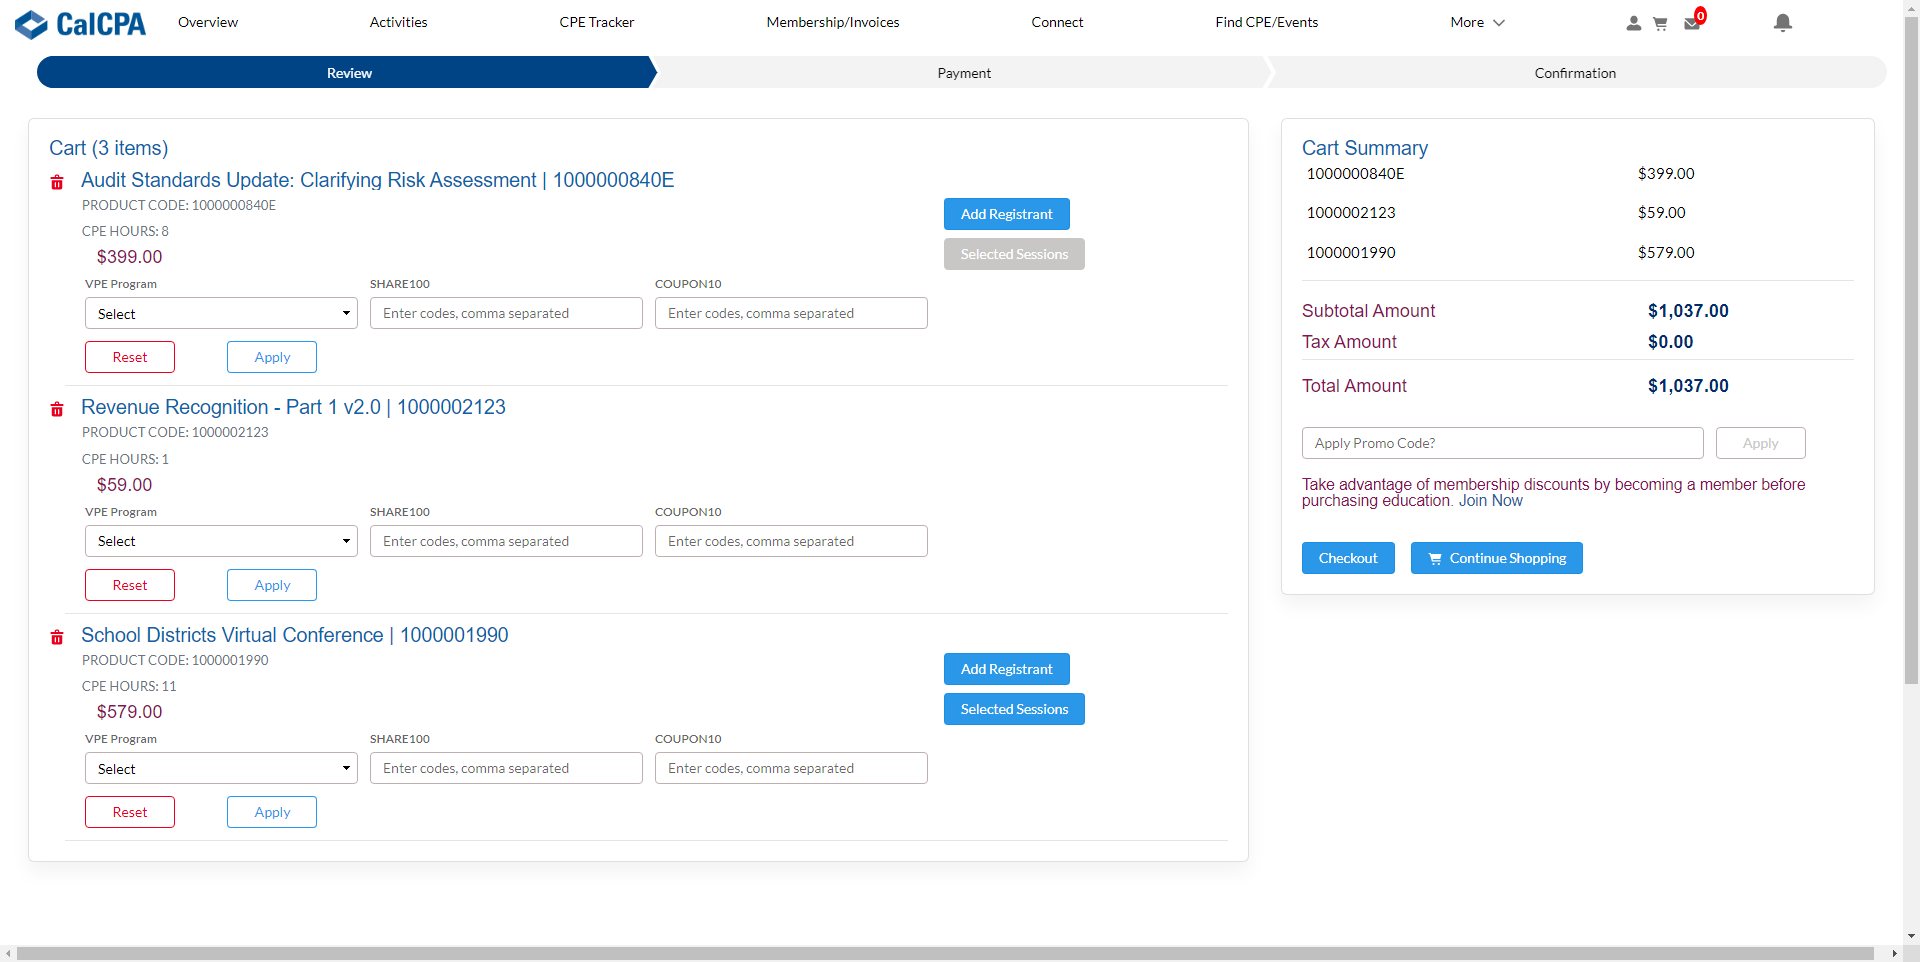 CalCPA
Overview
Activities
CPE Tracker
Membership/Invoices
Connect
Find CPE/Events
More
0
Review
Payment
Confirmation
Cart (3 items)
Audit Standards Update: Clarifying Risk Assessment | 1000000840E
PRODUCT CODE: 1000000840E
CPE HOURS: 8
$399.00
Add Registrant
Selected Sessions
VPE Program
SHARE100
COUPON10
Select
Enter codes, comma separated
Enter codes, comma separated
Reset
Apply
Revenue Recognition - Part 1 v2.0 | 1000002123
PRODUCT CODE: 1000002123
CPE HOURS: 1
$59.00
VPE Program
SHARE100
COUPON10
Select
Enter codes, comma separated
Enter codes, comma separated
Reset
Apply
School Districts Virtual Conference | 1000001990
PRODUCT CODE: 1000001990
CPE HOURS: 11
$579.00
Add Registrant
Selected Sessions
VPE Program
SHARE100
COUPON10
Select
Enter codes, comma separated
Enter codes, comma separated
Reset
Apply
Cart Summary
1000000840E $399.00
1000002123 $59.00
1000001990 $579.00
Subtotal Amount $1,037.00
Tax Amount $0.00
Total Amount $1,037.00
Apply Promo Code?
Apply
Take advantage of membership discounts by becoming a member before
purchasing education. Join Now
Checkout
Continue Shopping